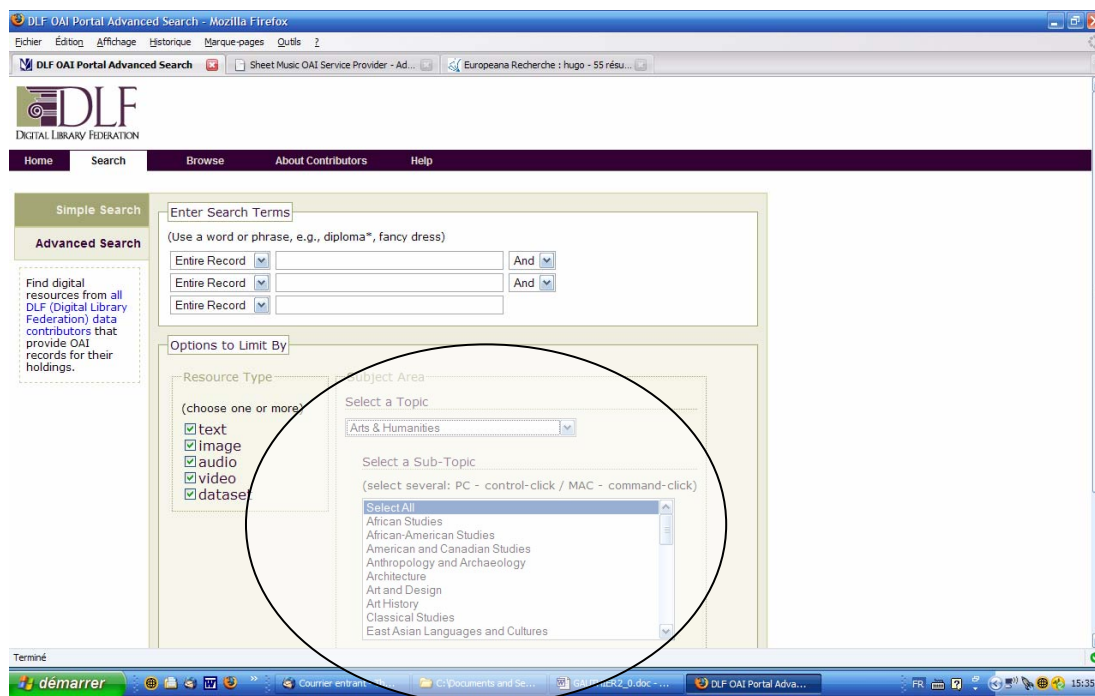 DLF OAI Portal Advanced Search - Mozilla Firefox
Fichier Édition Affichage Historique Marque-pages Outils ?
DLF OAI Portal Advanced Search Sheet Music OAI Service Provider - Ad... Europeana Recherche : hugo - 55 résu...
DLF
DIGITAL LIBRARY FEDERATION
Home Search Browse About Contributors Help
Simple Search
Advanced Search
Find digital
resources from all
DLF (Digital Library
Federation) data
contributors that
provide OAI
records for their
holdings.
Enter Search Terms
(Use a word or phrase, e.g., diploma*, fancy dress)
Entire Record And
Entire Record And
Entire Record
Options to Limit By
Resource Type
(choose one or more)
text
image
audio
video
dataset
Subject Area
Select a Topic
Arts & Humanities
Select a Sub-Topic
(select several: PC - control-click / MAC - command-click)
Select All
African Studies
African-American Studies
American and Canadian Studies
Anthropology and Archaeology
Architecture
Art and Design
Art History
Classical Studies
East Asian Languages and Cultures
Terminé
démarrer Courrier entrant C:\Documents and Se... GAUTHIER2_0.doc -... DLF OAI Portal Adva... FR 15:35